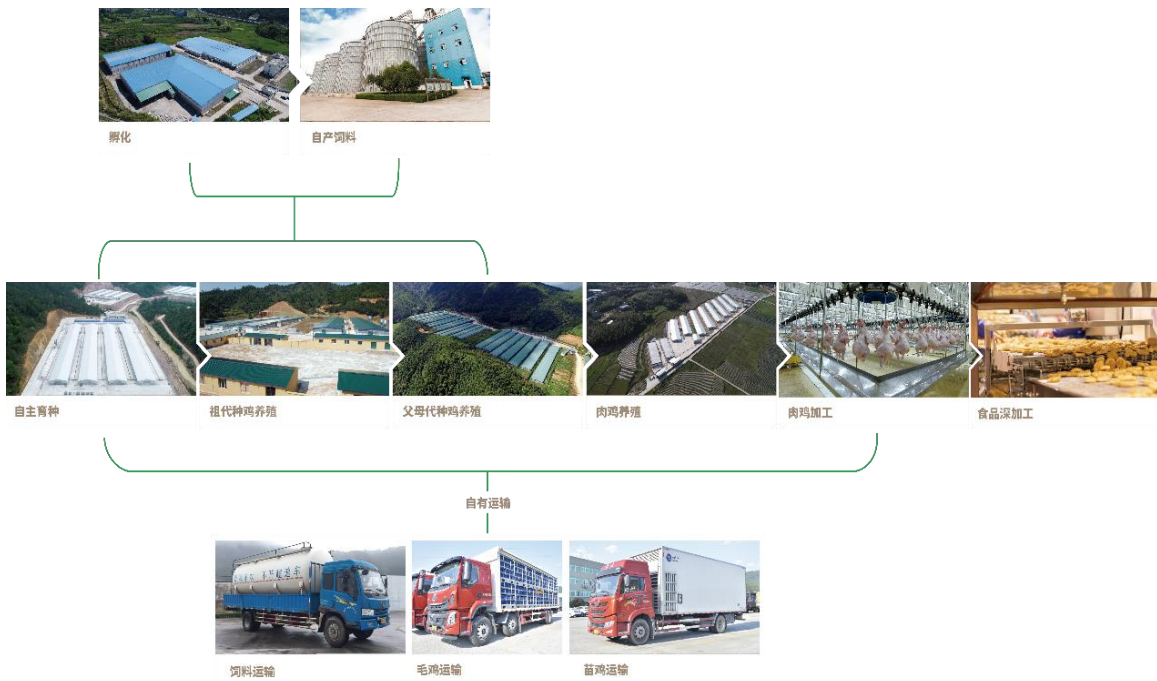 孵化
自产饲料
自主育种
祖代种鸡养殖
父母代种鸡养殖
肉鸡养殖
肉鸡加工
食品深加工
自有运输
饲料运输
毛鸡运输
苗鸡运输